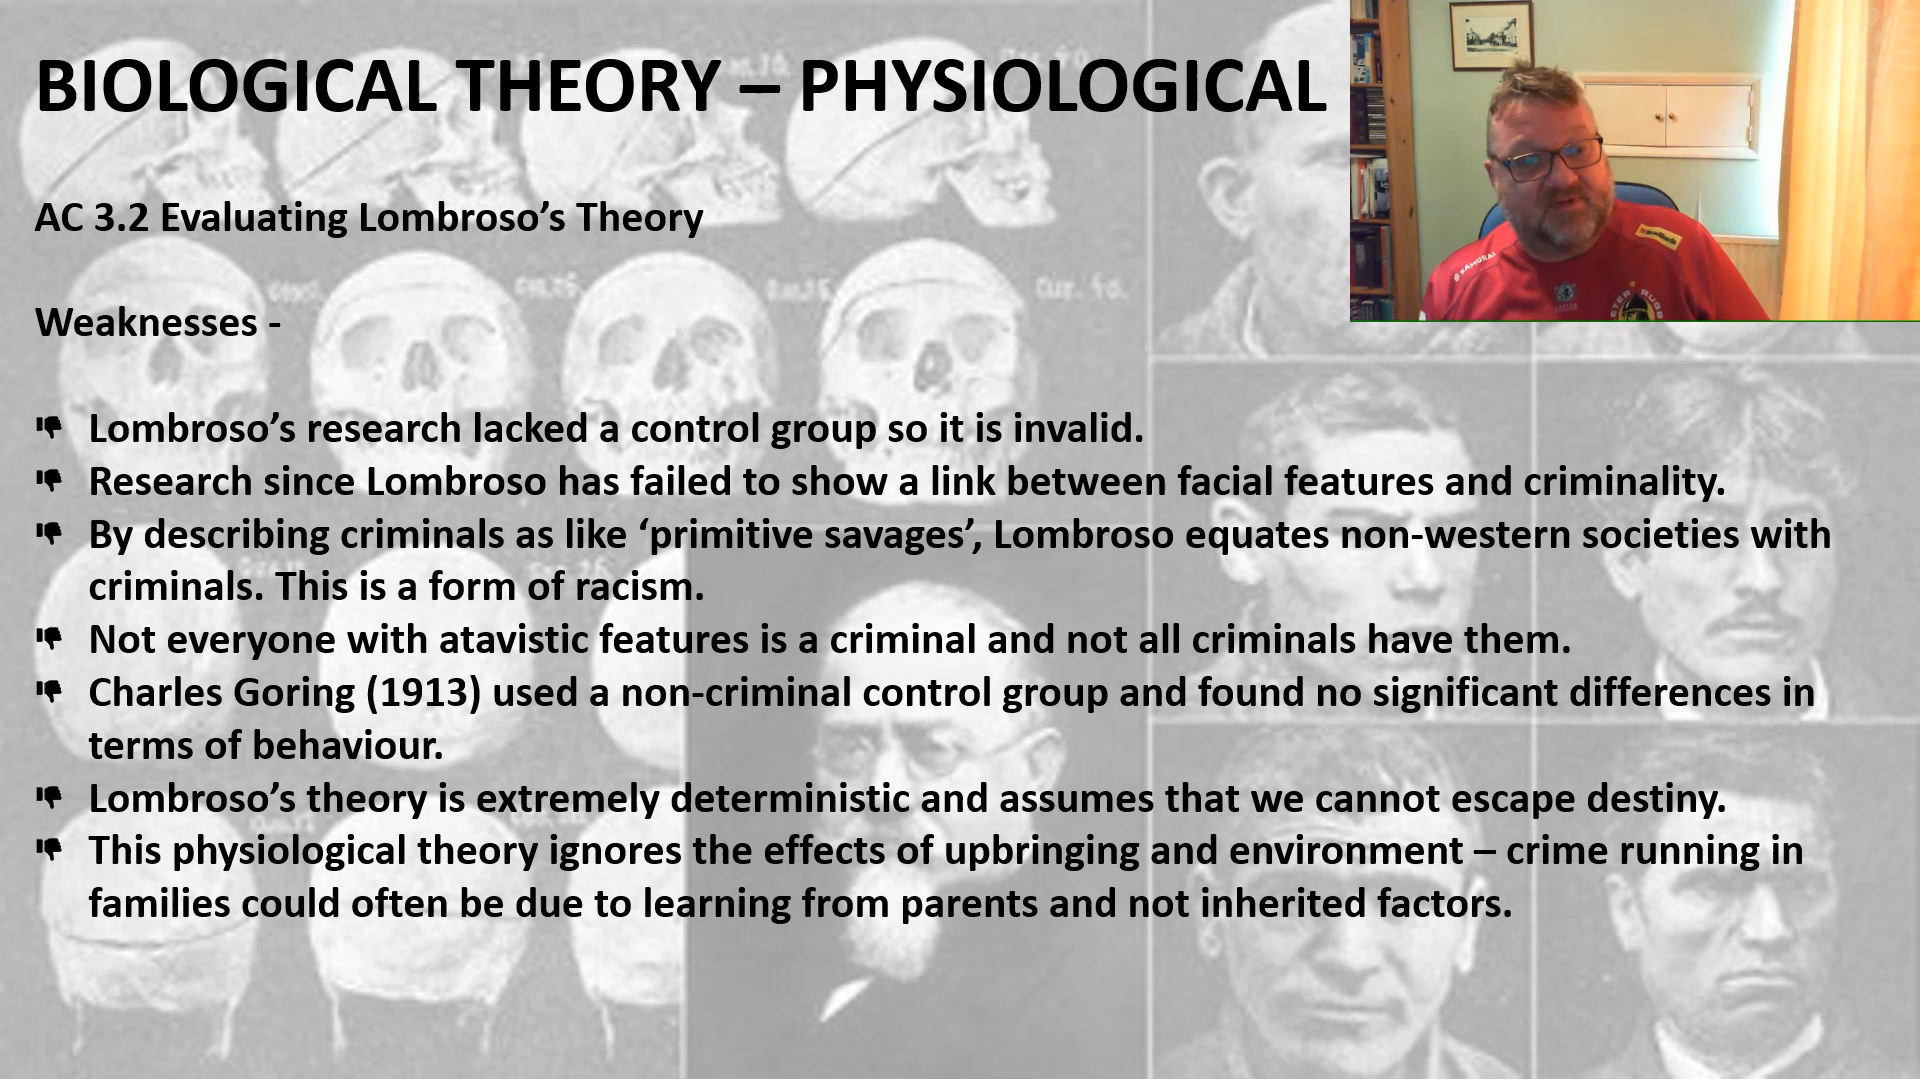 BIOLOGICAL THEORY – PHYSIOLOGICAL
AC 3.2 Evaluating Lombroso’s Theory
Weaknesses -
Lombroso’s research lacked a control group so it is invalid.
Research since Lombroso has failed to show a link between facial features and criminality.
By describing criminals as like ‘primitive savages’, Lombroso equates non-western societies with
criminals. This is a form of racism.
Not everyone with atavistic features is a criminal and not all criminals have them.
Charles Goring (1913) used a non-criminal control group and found no significant differences in
terms of behaviour.
Lombroso’s theory is extremely deterministic and assumes that we cannot escape destiny.
This physiological theory ignores the effects of upbringing and environment – crime running in
families could often be due to learning from parents and not inherited factors.
SAMURAI